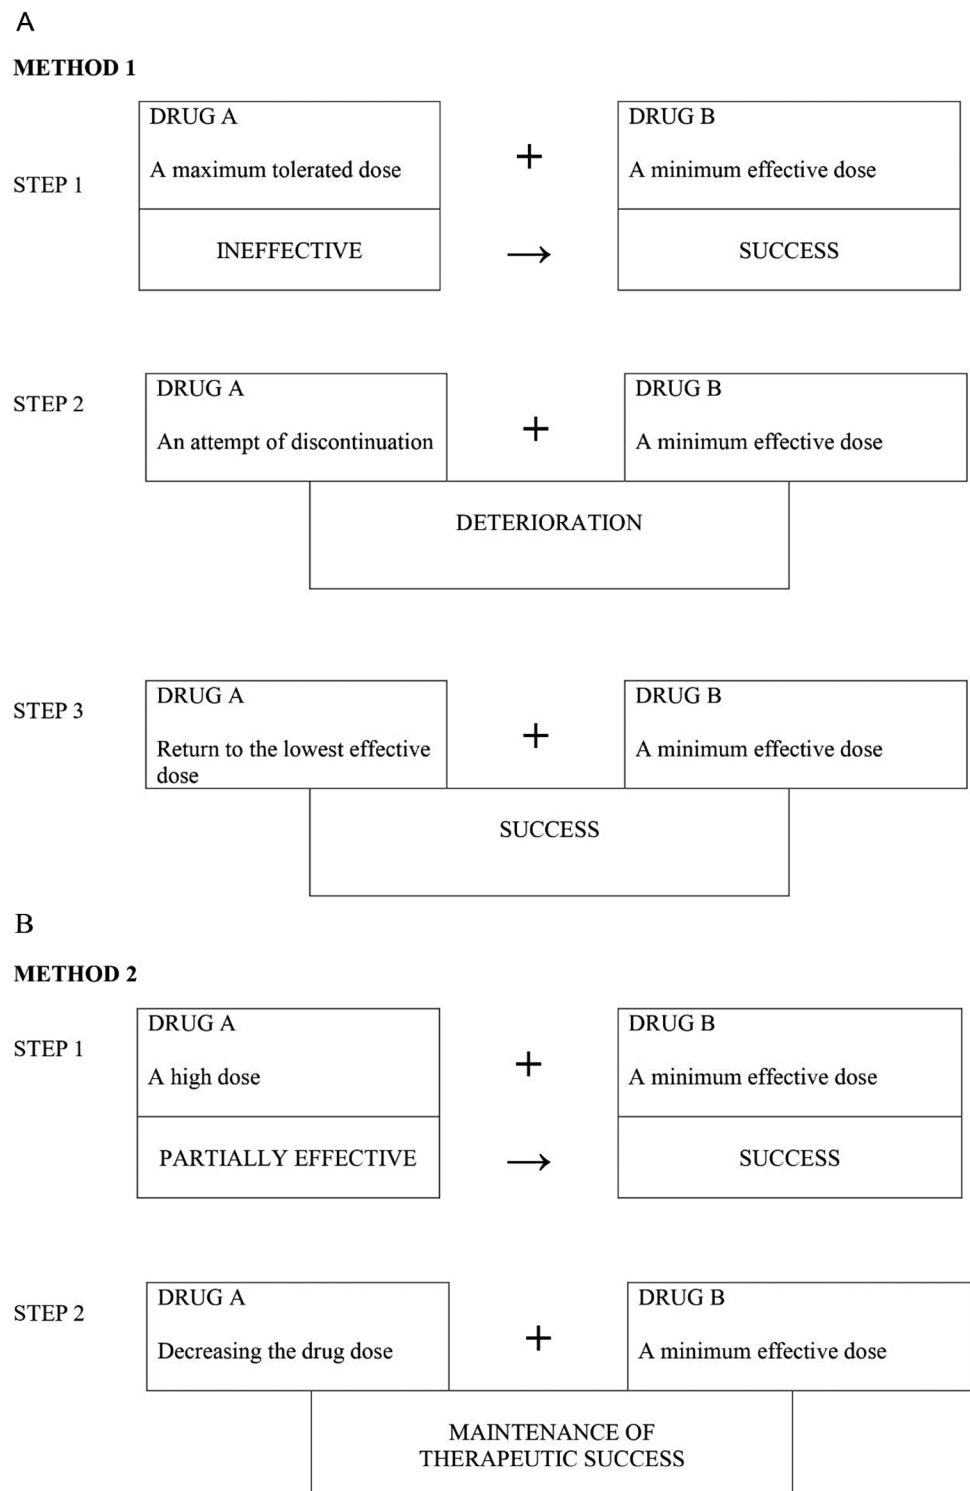 A
METHOD 1
STEP 1
DRUG A
A maximum tolerated dose
INEFFECTIVE
+
→
DRUG B
A minimum effective dose
SUCCESS
STEP 2
DRUG A
An attempt of discontinuation
+
DRUG B
A minimum effective dose
DETERIORATION
STEP 3
DRUG A
Return to the lowest effective
dose
+
DRUG B
A minimum effective dose
SUCCESS
B
METHOD 2
STEP 1
DRUG A
A high dose
PARTIALLY EFFECTIVE
+
→
DRUG B
A minimum effective dose
SUCCESS
STEP 2
DRUG A
Decreasing the drug dose
+
DRUG B
A minimum effective dose
MAINTENANCE OF
THERAPEUTIC SUCCESS